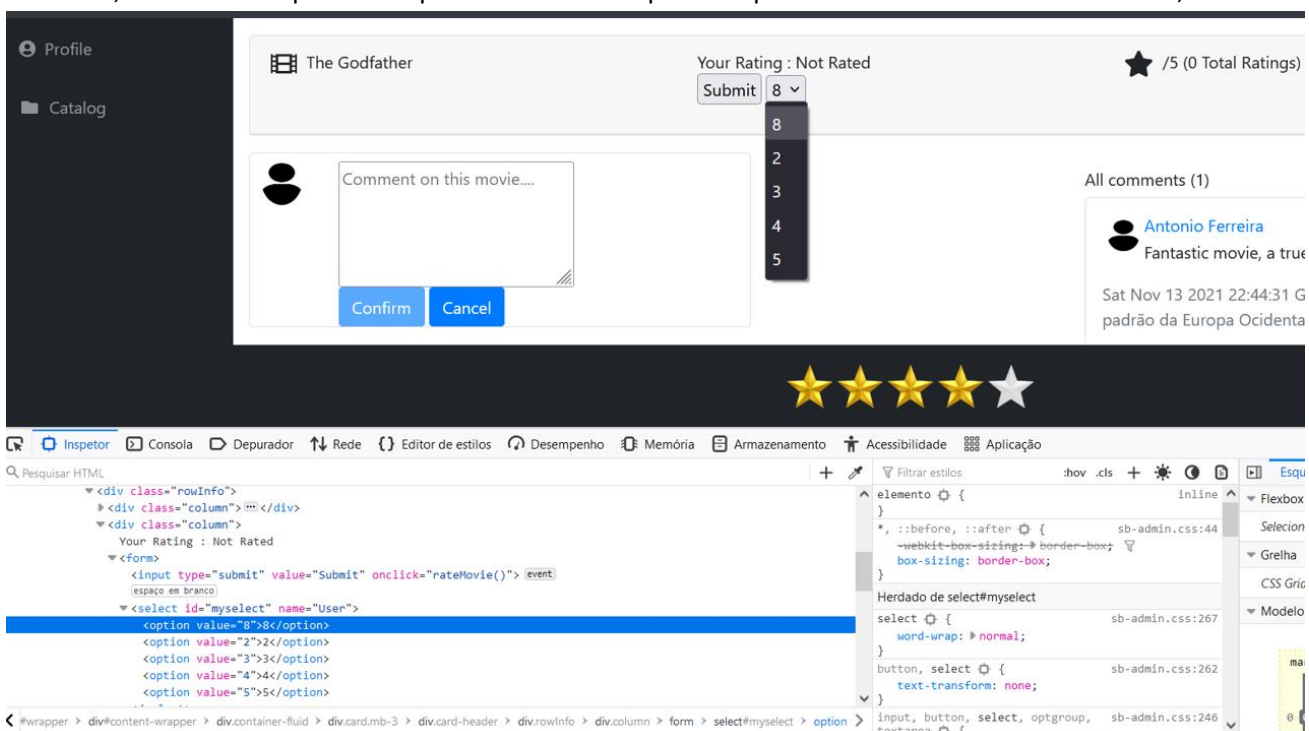 Profile
Catalog
The Godfather
Your Rating : Not Rated
Submit 8
8
2
3
4
5
/5 (0 Total Ratings)
Comment on this movie....
Confirm Cancel
All comments (1)
Antonio Ferreira
Fantastic movie, a true
Sat Nov 13 2021 22:44:31 G
padrão da Europa Ocidenta
Inspetor Consola Depurador Rede Editor de estilos Desempenho Memória Armazenamento Acessibilidade Aplicação
Pesquisar HTML
<div class="rowInfo">
<div class="column"> </div>
<div class="column">
Your Rating : Not Rated
<form>
<input type="submit" value="Submit" onclick="rateMovie()"> event
espaço em branco
<select id="myselect" name="User">
<option value="8">8</option>
<option value="2">2</option>
<option value="3">3</option>
<option value="4">4</option>
<option value="5">5</option>
#wrapper > div#content-wrapper > div.container-fluid > div.card.mb-3 > div.card-header > div.rowInfo > div.column > form > select#myselect > option
Filtrar estilos :hov .cls
elemento { inline
}
*, ::before, ::after { sb-admin.css:44
-webkit-box-sizing: border-box;
box-sizing: border-box;
}
Herdado de select#myselect
select { sb-admin.css:267
word-wrap: normal;
}
button, select { sb-admin.css:262
text-transform: none;
}
input, button, select, optgroup, sb-admin.css:246
Esqu
Flexbox
Selecion
Grelha
CSS Grid
Modelo
mar
0